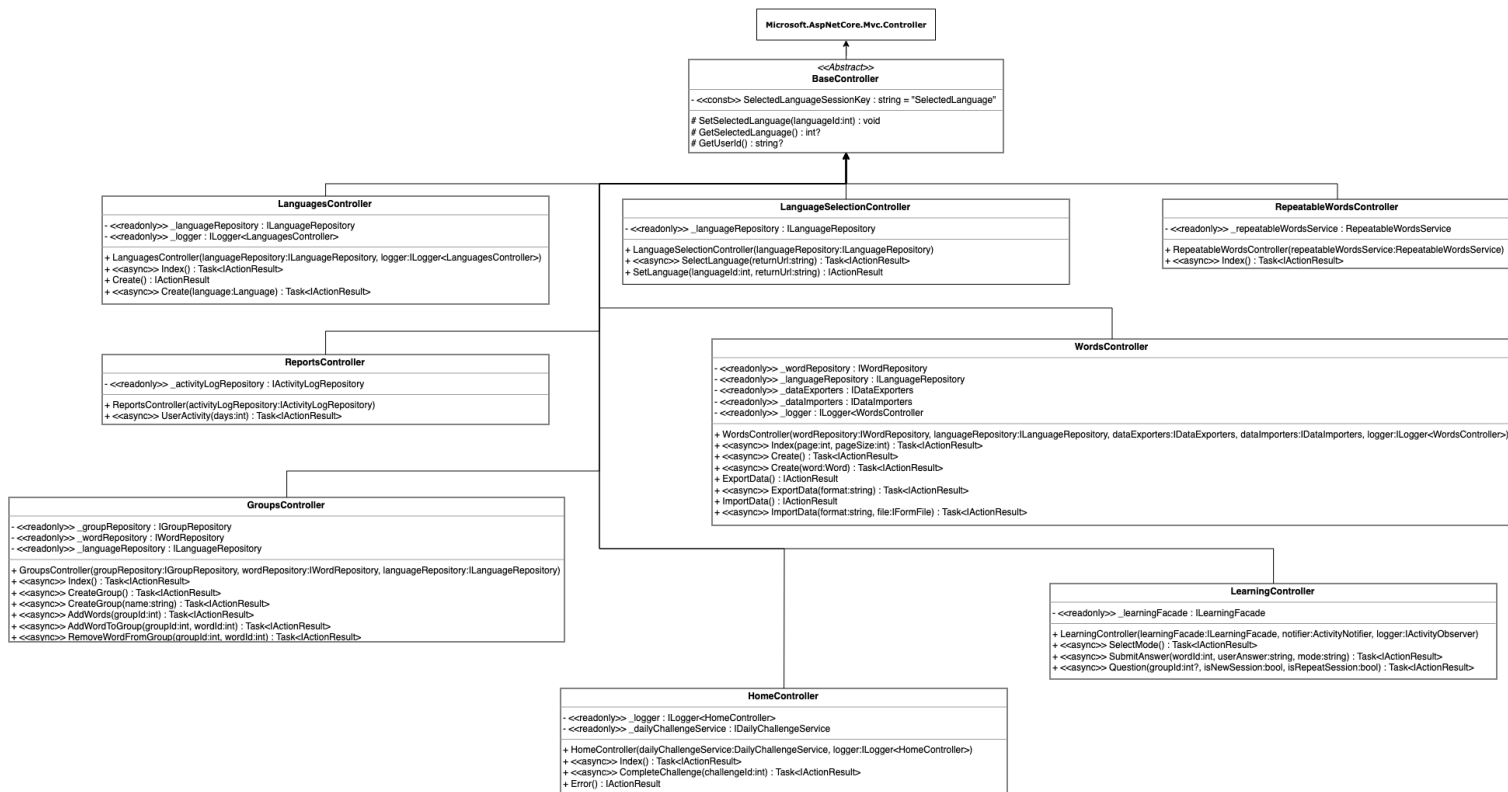 Microsoft.AspNetCore.Mvc.Controller
<<Abstract>>
BaseController
- <<const>> SelectedLanguageSessionKey : string = "SelectedLanguage"
# SetSelectedLanguage(languageId:int) : void
# GetSelectedLanguage() : int?
# GetUserId() : string?
LanguagesController
- <<readonly>> _languageRepository : ILanguageRepository
- <<readonly>> _logger : ILogger<LanguagesController>
+ LanguagesController(languageRepository:ILanguageRepository, logger:ILogger<LanguagesController>)
+ <<async>> Index() : Task<IActionResult>
+ Create() : IActionResult
+ <<async>> Create(language:Language) : Task<IActionResult>
LanguageSelectionController
- <<readonly>> _languageRepository : ILanguageRepository
+ LanguageSelectionController(languageRepository:ILanguageRepository)
+ <<async>> SelectLanguage(returnUrl:string) : Task<IActionResult>
+ SetLanguage(languageId:int, returnUrl:string) : IActionResult
RepeatableWordsController
- <<readonly>> _repeatableWordsService : RepeatableWordsService
+ RepeatableWordsController(repeatableWordsService:RepeatableWordsService)
+ <<async>> Index() : Task<IActionResult>
ReportsController
- <<readonly>> _activityLogRepository : IActivityLogRepository
+ ReportsController(activityLogRepository:IActivityLogRepository)
+ <<async>> UserActivity(days:int) : Task<IActionResult>
WordsController
- <<readonly>> _wordRepository : IWordRepository
- <<readonly>> _languageRepository : ILanguageRepository
- <<readonly>> _dataExporters : IDataExporters
- <<readonly>> _dataImporters : IDataImporters
- <<readonly>> _logger : ILogger<WordsController
+ WordsController(wordRepository:IWordRepository, languageRepository:ILanguageRepository, dataExporters:IDataExporters, dataImporters:IDataImporters, logger:ILogger<WordsController>)
+ <<async>> Index(page:int, pageSize:int) : Task<IActionResult>
+ <<async>> Create() : Task<IActionResult>
+ <<async>> Create(word:Word) : Task<IActionResult>
+ ExportData() : IActionResult
+ <<async>> ExportData(format:string) : Task<IActionResult>
+ ImportData() : IActionResult
+ <<async>> ImportData(format:string, file:IFormFile) : Task<IActionResult>
GroupsController
- <<readonly>> _groupRepository : IGroupRepository
- <<readonly>> _wordRepository : IWordRepository
- <<readonly>> _languageRepository : ILanguageRepository
+ GroupsController(groupRepository:IGroupRepository, wordRepository:IWordRepository, languageRepository:ILanguageRepository)
+ <<async>> Index() : Task<IActionResult>
+ <<async>> CreateGroup() : Task<IActionResult>
+ <<async>> CreateGroup(name:string) : Task<IActionResult>
+ <<async>> AddWords(groupId:int) : Task<IActionResult>
+ <<async>> AddWordToGroup(groupId:int, wordId:int) : Task<IActionResult>
+ <<async>> RemoveWordFromGroup(groupId:int, wordId:int) : Task<IActionResult>
LearningController
- <<readonly>> _learningFacade : ILearningFacade
+ LearningController(learningFacade:ILearningFacade, notifier:ActivityNotifier, logger:IActivityObserver)
+ <<async>> SelectMode() : Task<IActionResult>
+ <<async>> SubmitAnswer(wordId:int, userAnswer:string, mode:string) : Task<IActionResult>
+ <<async>> Question(groupId:int?, isNewSession:bool, isRepeatSession:bool) : Task<IActionResult>
HomeController
- <<readonly>> _logger : ILogger<HomeController>
- <<readonly>> _dailyChallengeService : IDailyChallengeService
+ HomeController(dailyChallengeService:DailyChallengeService, logger:ILogger<HomeController>)
+ <<async>> Index() : Task<IActionResult>
+ <<async>> CompleteChallenge(challengeId:int) : Task<IActionResult>
+ Error() : IActionResult